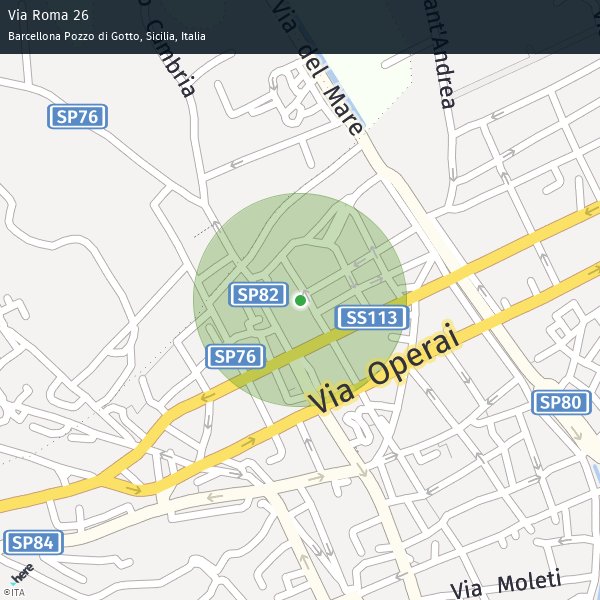 Via Roma 26
Barcellona Pozzo di Gotto, Sicilia, Italia
Umbria
Via del Mare
Sant'Andrea
SP76
SP82
SS113
SP76
Via Operai
SP80
SP84
here
©ITA
Via Moleti